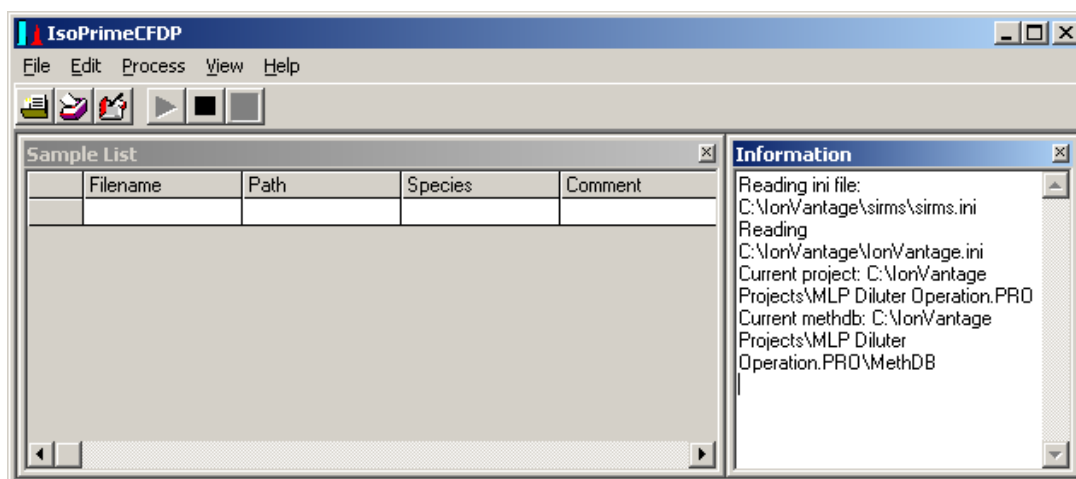 IsoPrimeCFDP
File Edit Process View Help
Sample List
Filename Path Species Comment
Information
Reading ini file:
C:\IonVantage\sirms\sirms.ini
Reading
C:\IonVantage\IonVantage.ini
Current project: C:\IonVantage
Projects\MLP Diluter Operation.PRO
Current methdb: C:\IonVantage
Projects\MLP Diluter
Operation.PRO\MethDB